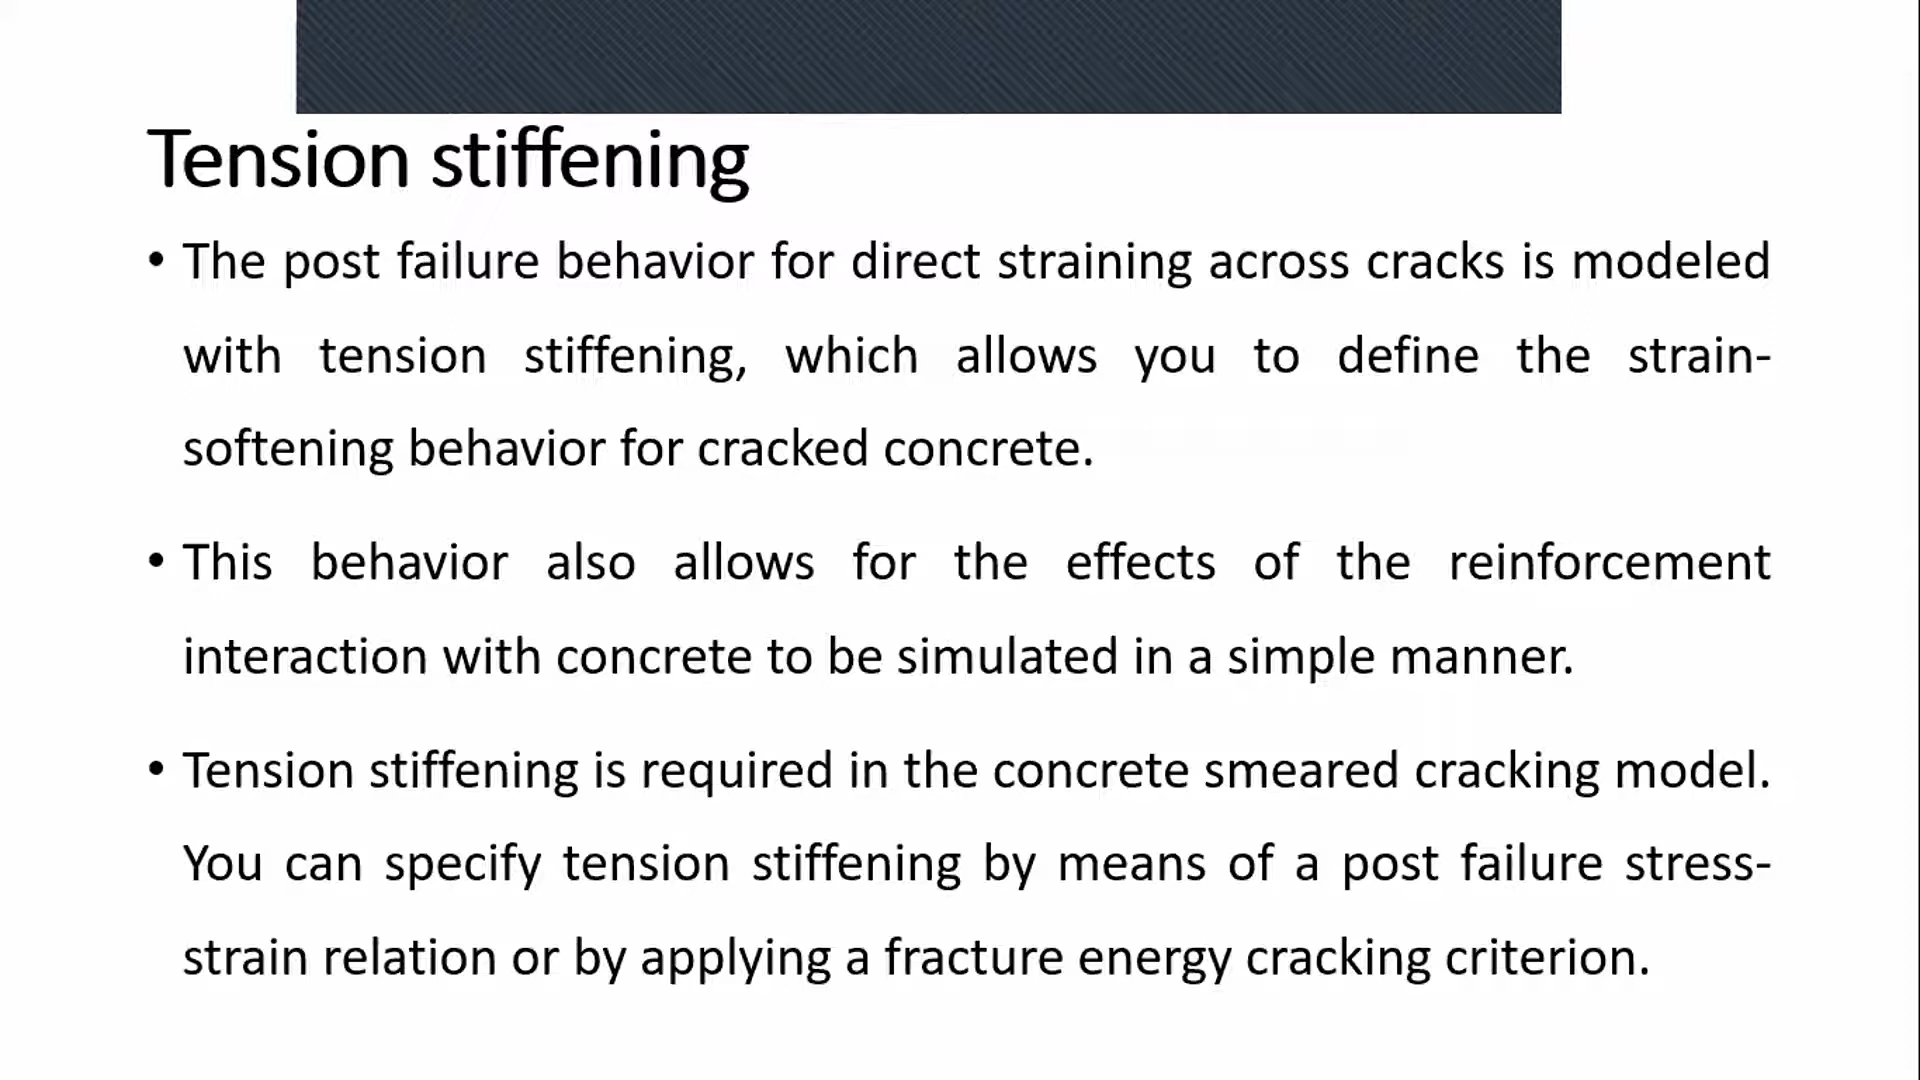 Tension stiffening
• The post failure behavior for direct straining across cracks is modeled
with tension stiffening, which allows you to define the strain-
softening behavior for cracked concrete.
• This behavior also allows for the effects of the reinforcement
interaction with concrete to be simulated in a simple manner.
• Tension stiffening is required in the concrete smeared cracking model.
You can specify tension stiffening by means of a post failure stress-
strain relation or by applying a fracture energy cracking criterion.